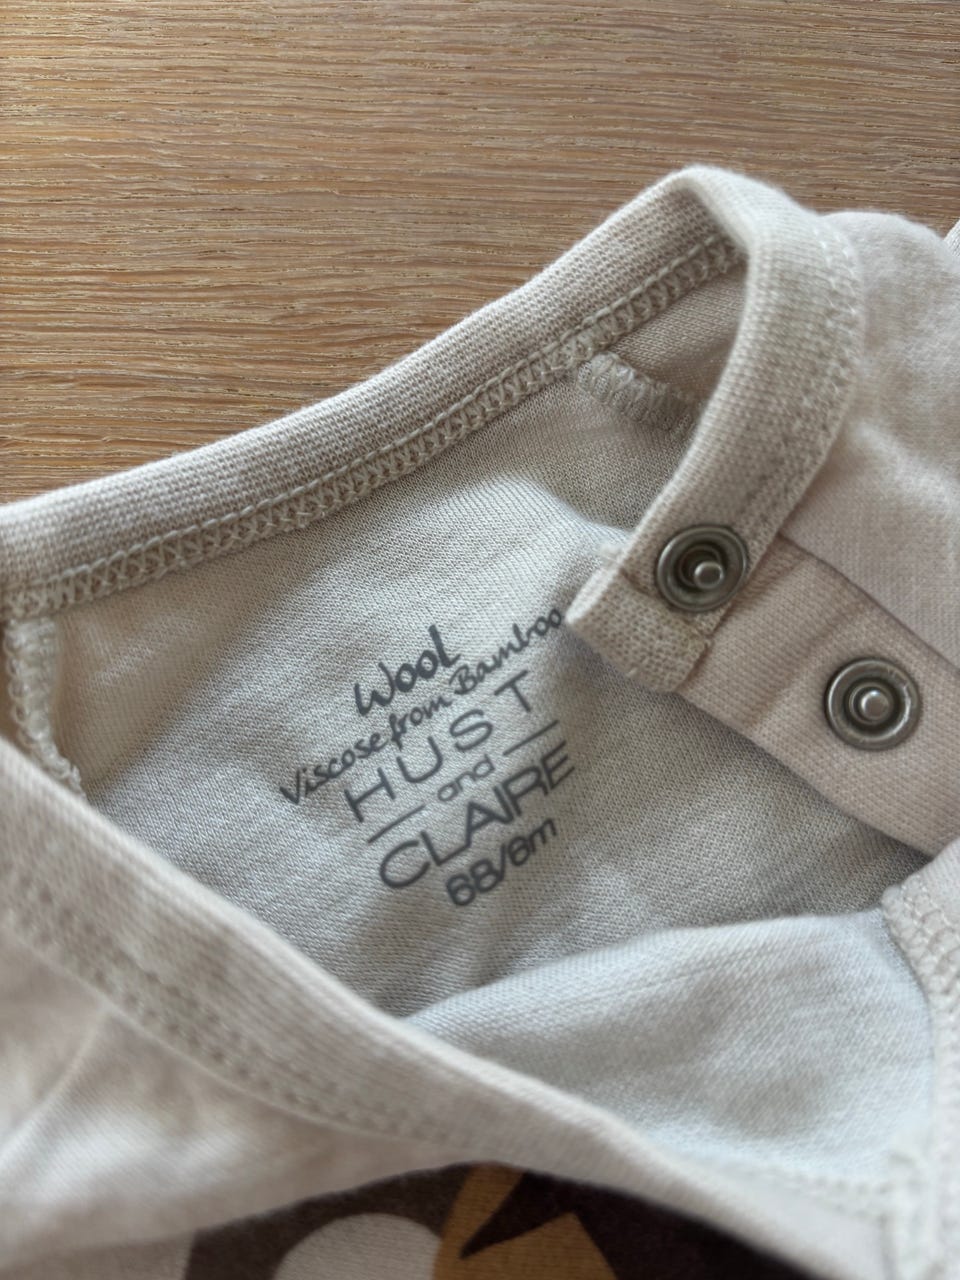 Wool
Viscose from Bamboo
HUST
and
CLAIRE
68/6m